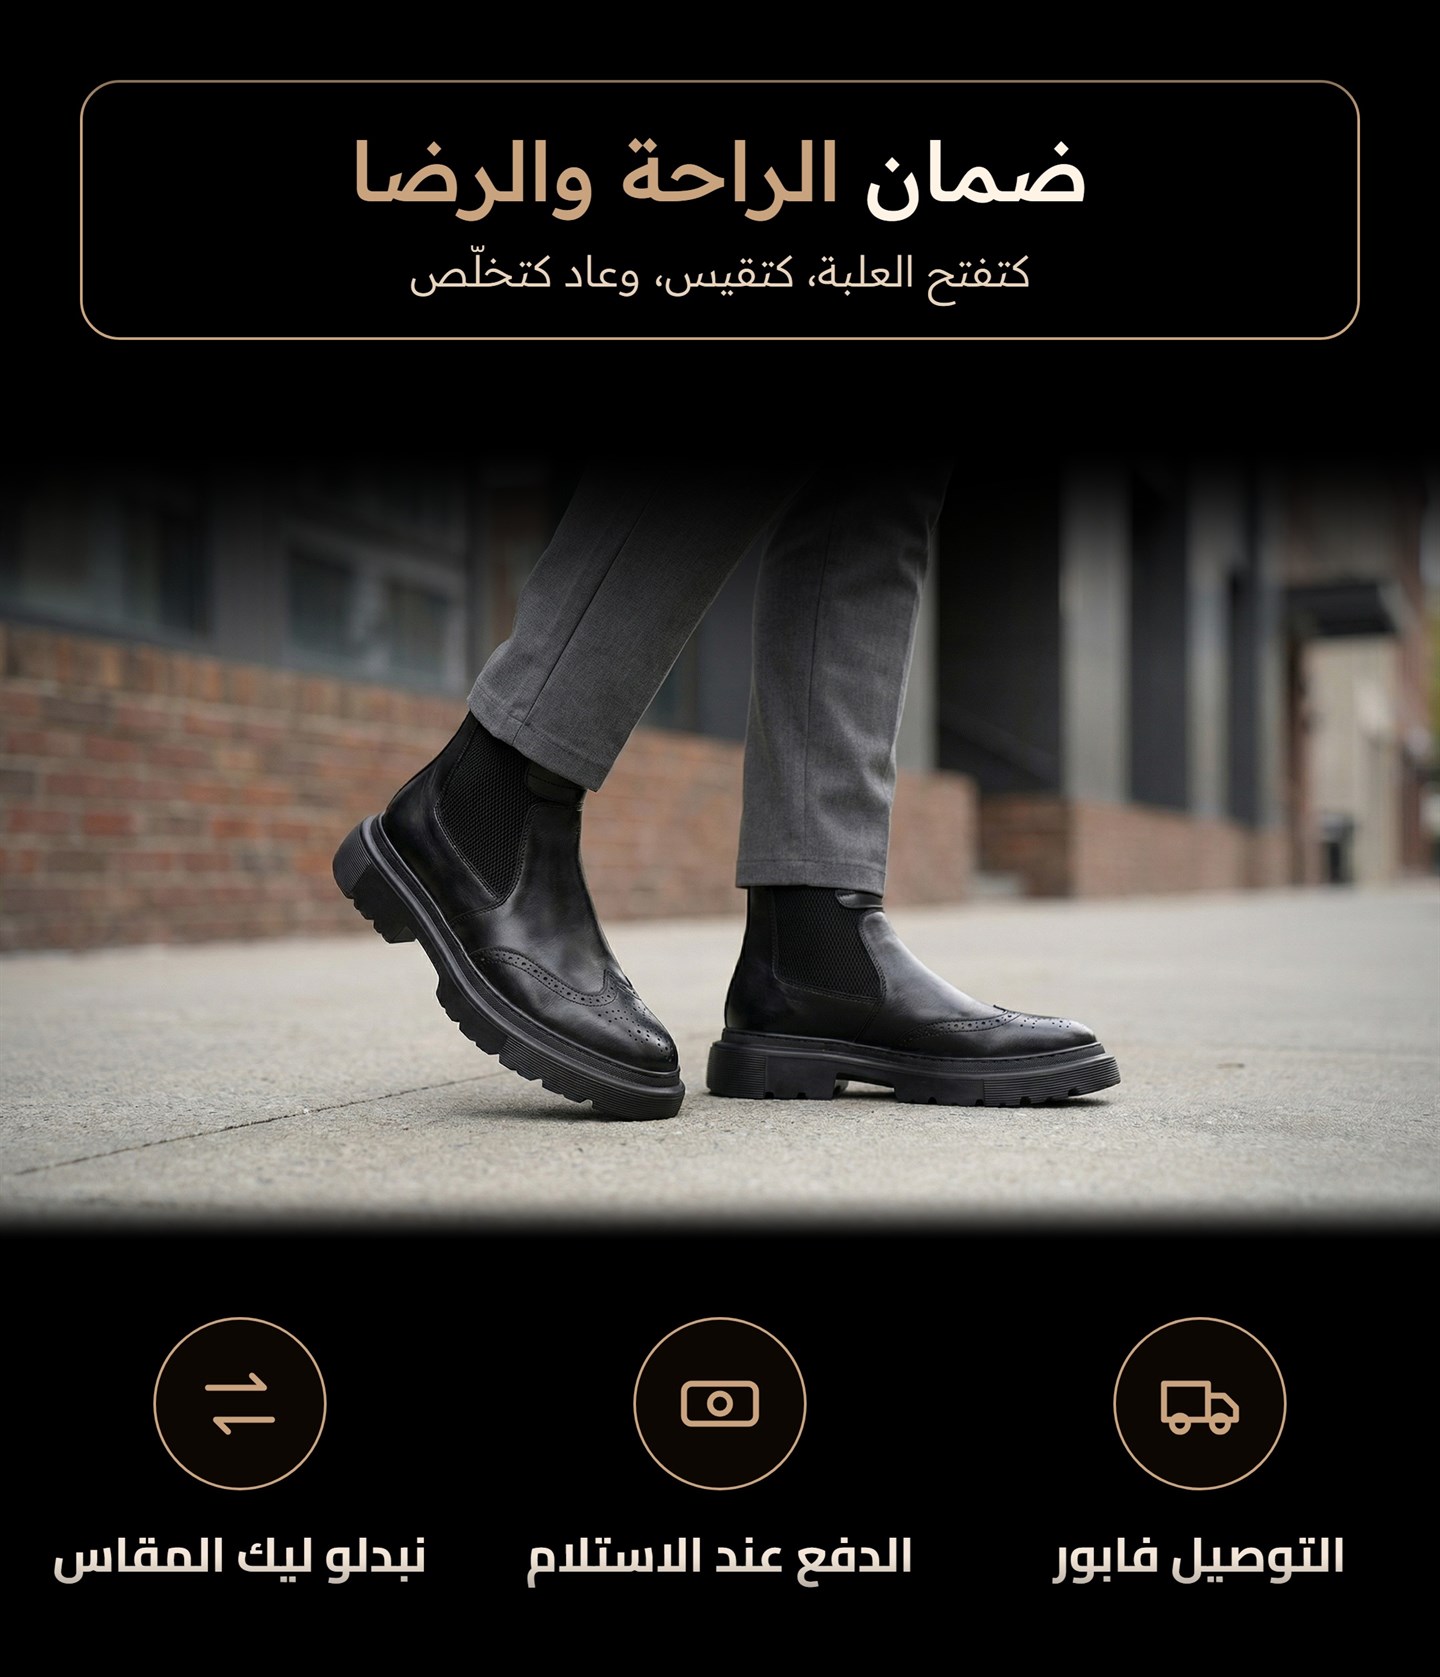 ضمان الراحة والرضا
كتفتح العلبة، كتقيس، وعاد كتخلّص
التوصيل فابور
الدفع عند الاستلام
نبدلو ليك المقاس